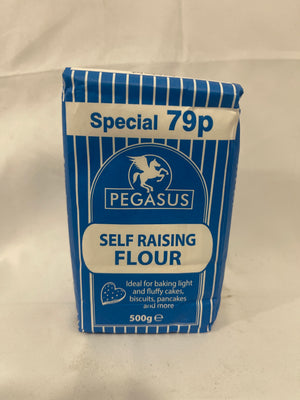 Special 79p
PEGASUS
SELF RAISING
FLOUR
Ideal for baking light
and fluffy cakes,
biscuits, pancakes
and more
500g ℮